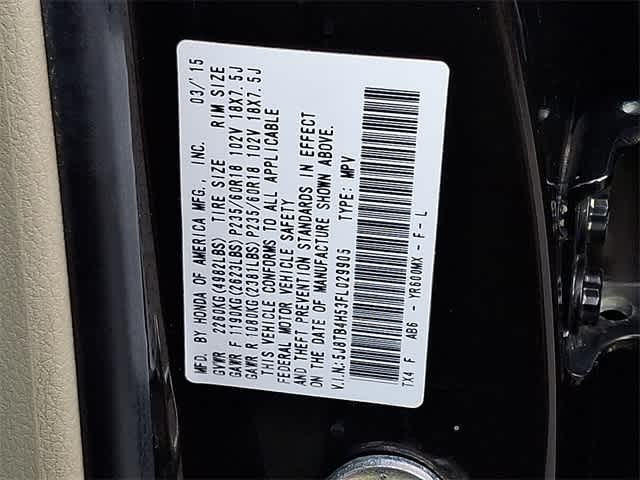 MFD. BY HONDA OF AMERICA MFG., INC. 03/'15
GVWR 2260KG(4982LBS) TIRE SIZE RIM SIZE
GAWR F 1190KG(2623LBS) P235/60R18 102V 18X7.5J
GAWR R 1080KG(2381LBS) P235/60R18 102V 18X7.5J
THIS VEHICLE CONFORMS TO ALL APPLICABLE
FEDERAL MOTOR VEHICLE SAFETY
AND THEFT PREVENTION STANDARDS IN EFFECT
ON THE DATE OF MANUFACTURE SHOWN ABOVE.
V.I.N:5J8TB4H53FL023905 TYPE: MPV
TX4 F AB6 - YR600MX - F - L